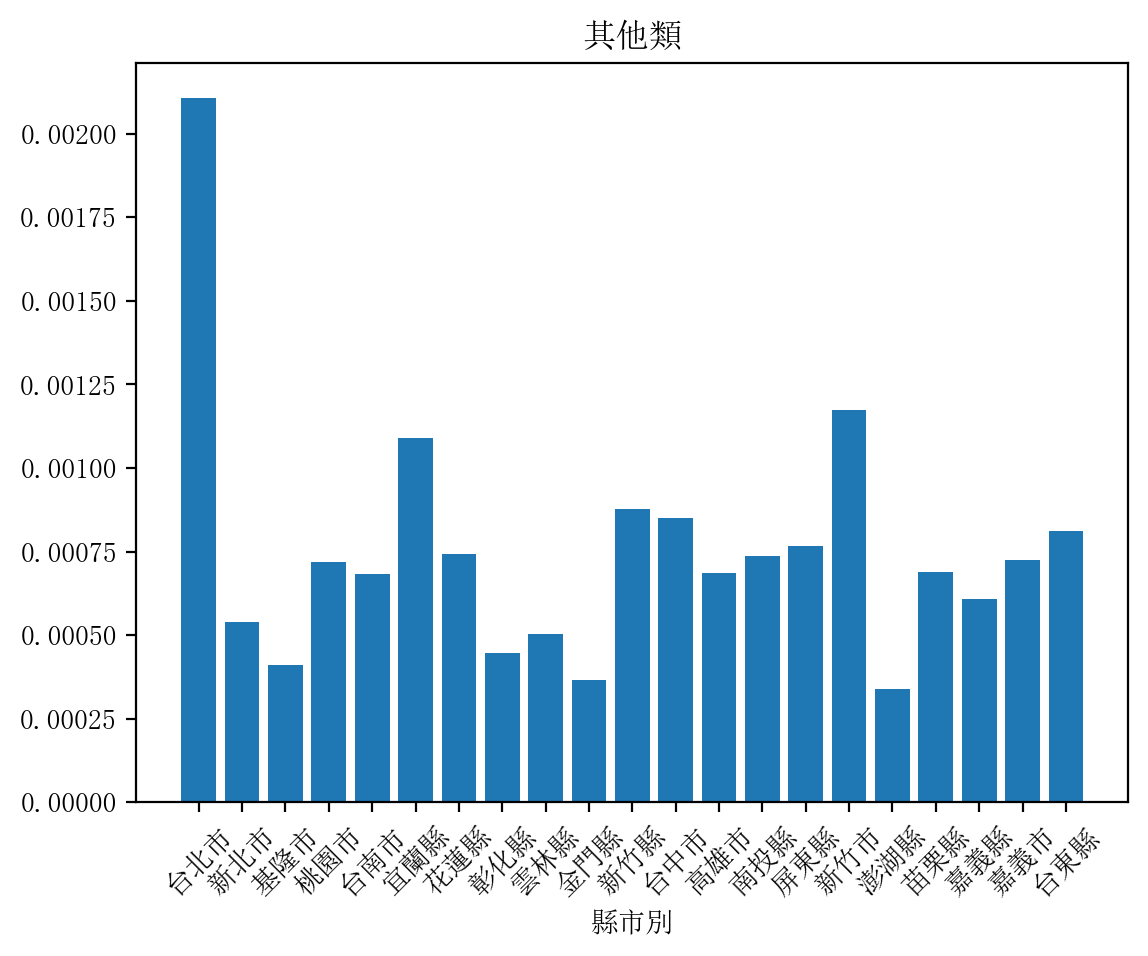 其他類
0.00200
0.00175
0.00150
0.00125
0.00100
0.00075
0.00050
0.00025
0.00000
台北市
新北市
基隆市
桃園市
台南市
宜蘭縣
花蓮縣
彰化縣
雲林縣
金門縣
新竹縣
台中市
高雄市
南投縣
屏東縣
新竹市
澎湖縣
苗栗縣
嘉義縣
嘉義市
台東縣
縣市別